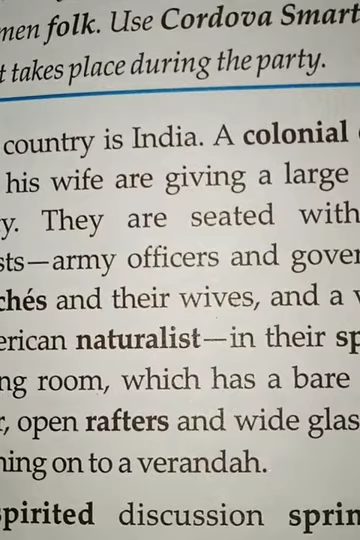 men folk. Use Cordova Smart
t takes place during the party.
country is India. A colonial
his wife are giving a large
y. They are seated with
sts—army officers and gover
chés and their wives, and a v
erican naturalist—in their sp
ng room, which has a bare
r, open rafters and wide glas
ning on to a verandah.
spirited discussion sprin